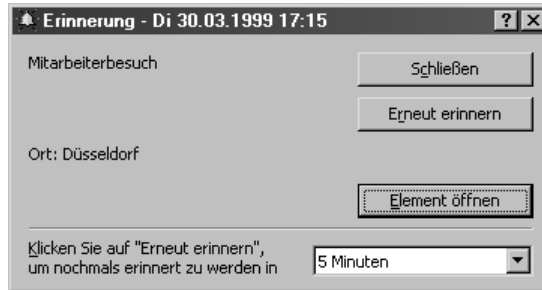 Erinnerung - Di 30.03.1999 17:15
Mitarbeiterbesuch
Schließen
Erneut erinnern
Ort: Düsseldorf
Element öffnen
Klicken Sie auf "Erneut erinnern",
um nochmals erinnert zu werden in
5 Minuten